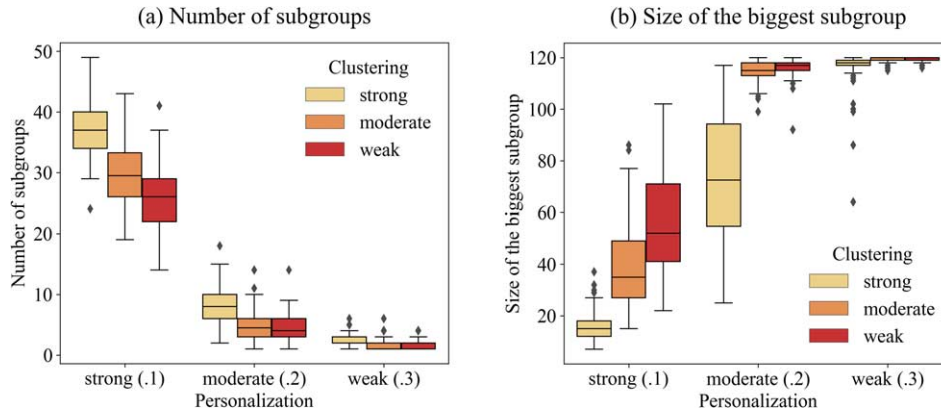 (a) Number of subgroups
50
40
30
20
10
0
Number of subgroups
Clustering
strong
moderate
weak
strong (.1)
moderate (.2)
weak (.3)
Personalization
(b) Size of the biggest subgroup
120
100
80
60
40
20
Size of the biggest subgroup
Clustering
strong
moderate
weak
strong (.1)
moderate (.2)
weak (.3)
Personalization